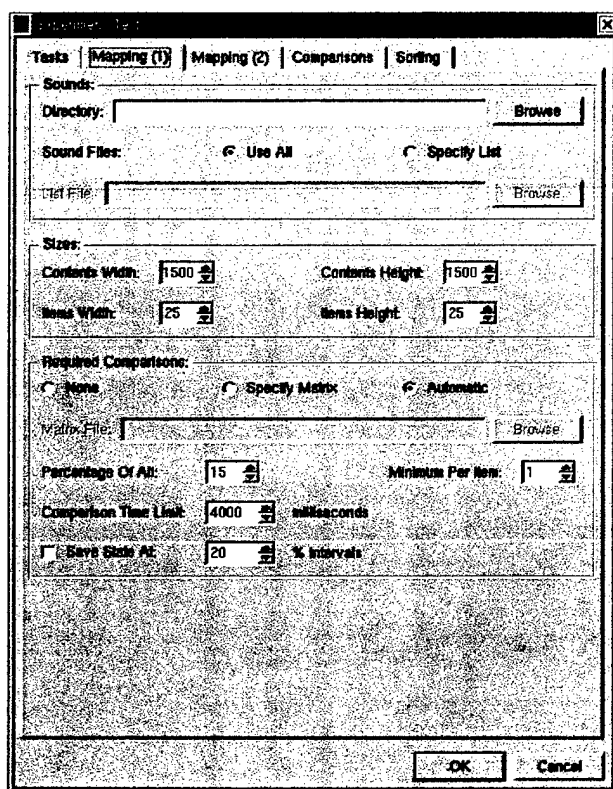 Experiment Test
Tasks Mapping (1) Mapping (2) Comparisons Sorting
Sounds:
Directory: Browse
Sound Files: Use All Specify List
List File: Browse
Sizes:
Contents Width: 1500 Contents Height: 1500
Items Width: 25 Items Height: 25
Required Comparisons:
None Specify Matrix Automatic
Matrix File: Browse
Percentage Of All: 15 Minimum Per Item: 1
Comparison Time Limit: 4000 milliseconds
Save State At: 20 % Intervals
OK Cancel